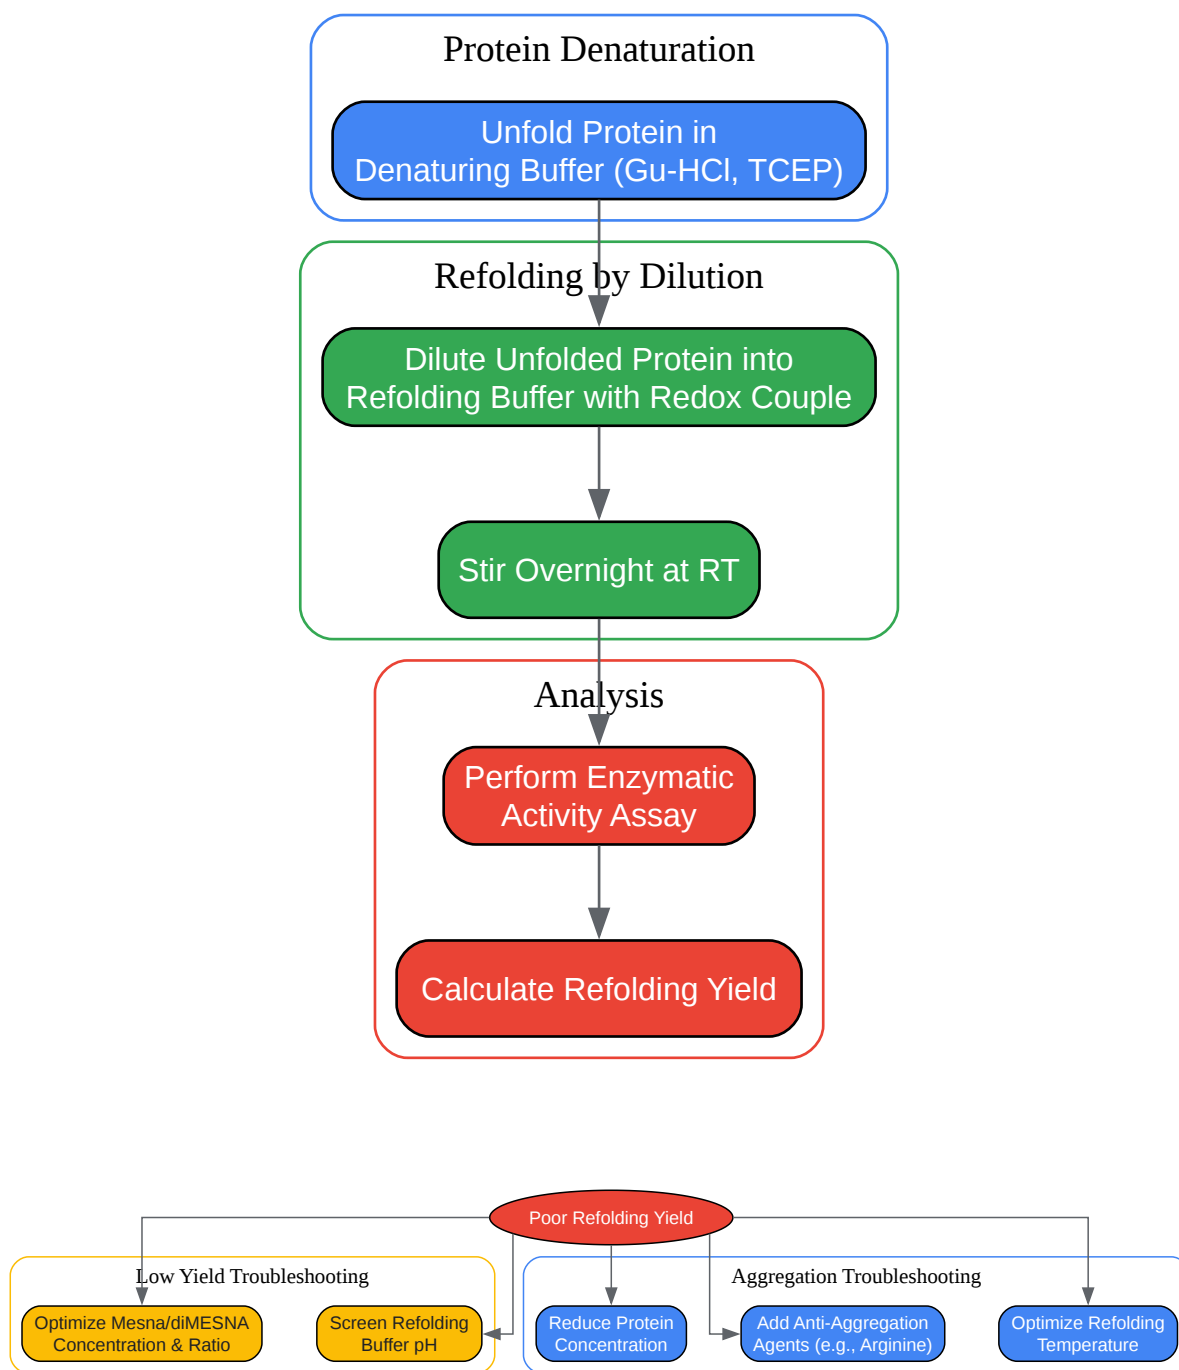 Protein Denaturation
Unfold Protein in
Denaturing Buffer (Gu-HCl, TCEP)
Refolding by Dilution
Dilute Unfolded Protein into
Refolding Buffer with Redox Couple
Stir Overnight at RT
Analysis
Perform Enzymatic
Activity Assay
Calculate Refolding Yield
Poor Refolding Yield
Low Yield Troubleshooting
Optimize Mesna/diMESNA
Concentration & Ratio
Screen Refolding
Buffer pH
Aggregation Troubleshooting
Reduce Protein
Concentration
Add Anti-Aggregation
Agents (e.g., Arginine)
Optimize Refolding
Temperature